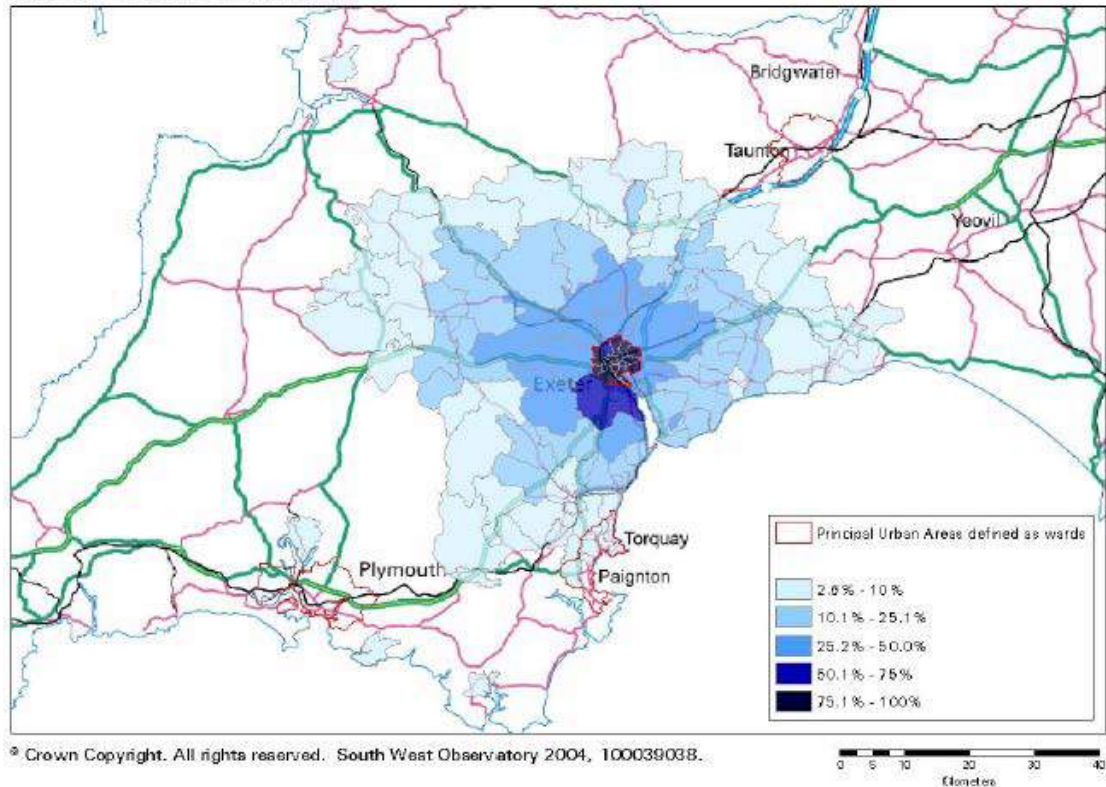 Bridgwater
Taunton
Yeovil
Exeter
Torquay
Plymouth
Paignton
Principal Urban Areas defined as wards
2.6% - 10%
10.1% - 25.1%
25.2% - 50.0%
50.1% - 75%
75.1% - 100%
© Crown Copyright. All rights reserved. South West Observatory 2004, 100039038.
0 5 10 20 30 40
Kilometers